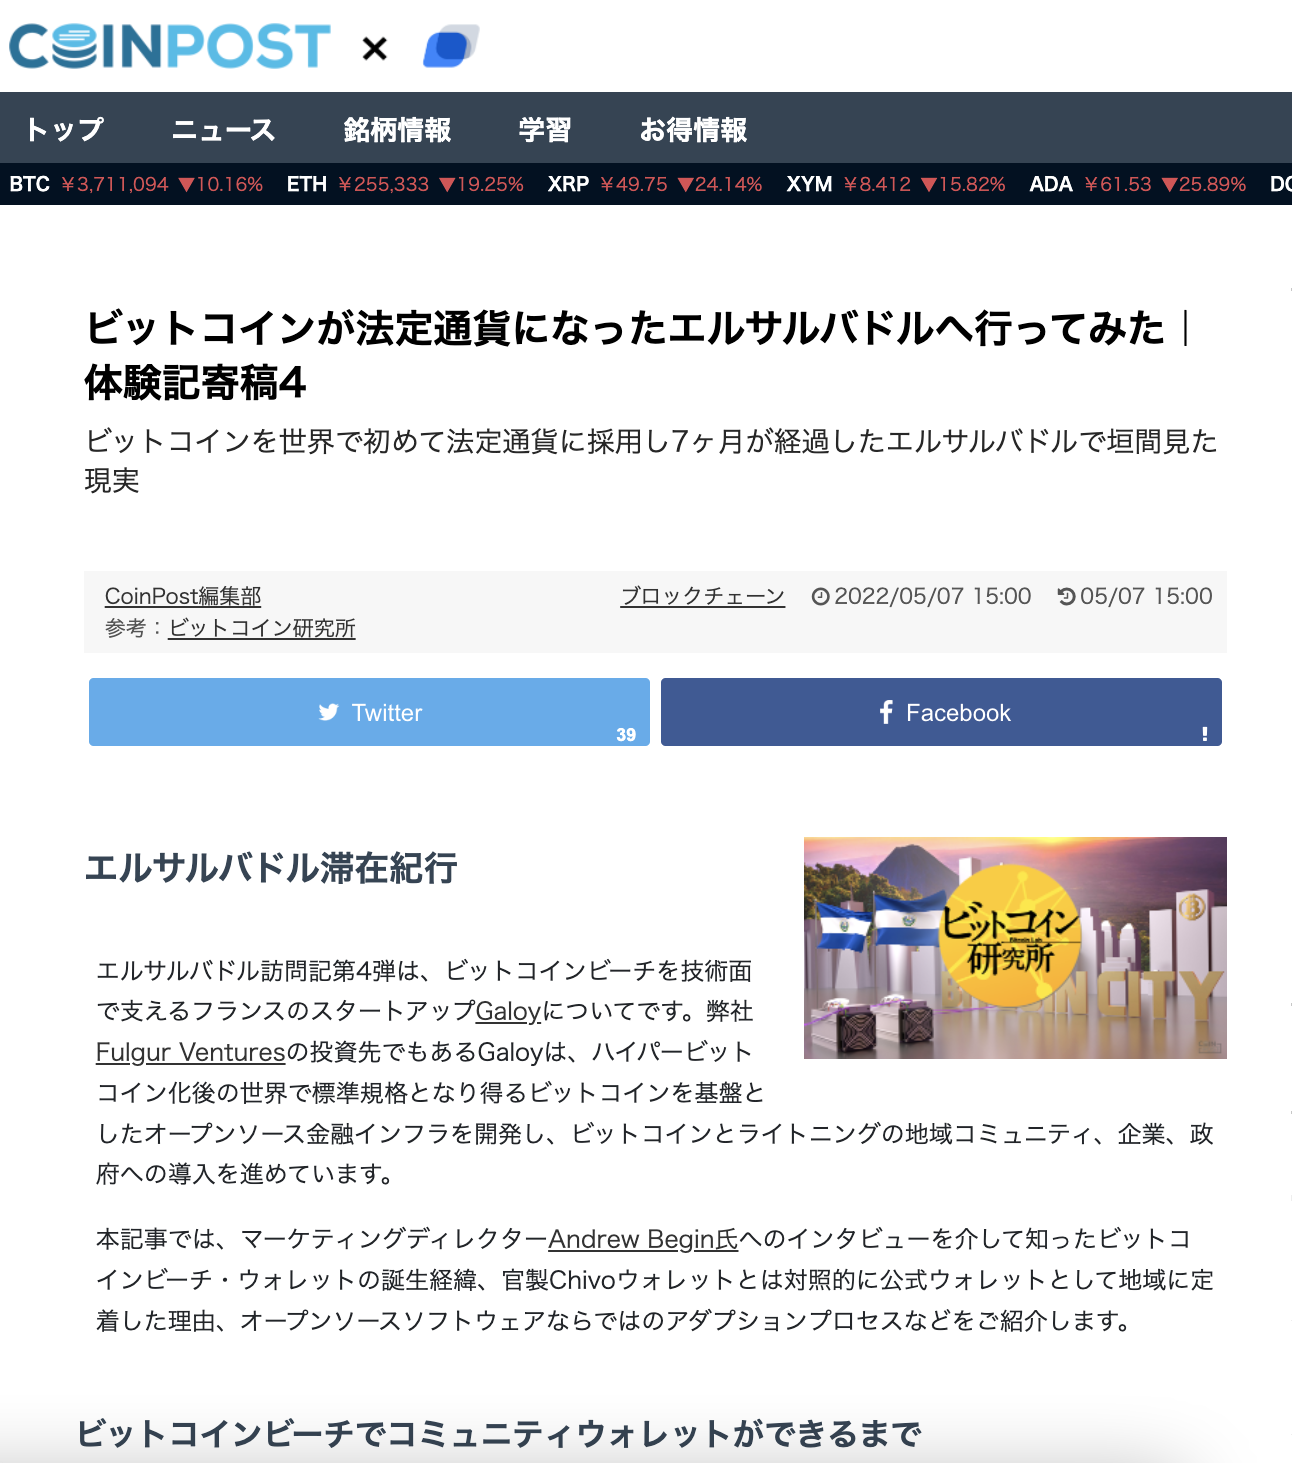 COINPOST ×
トップ ニュース 銘柄情報 学習 お得情報
BTC ¥3,711,094 ▼10.16% ETH ¥255,333 ▼19.25% XRP ¥49.75 ▼24.14% XYM ¥8.412 ▼15.82% ADA ¥61.53 ▼25.89%
ビットコインが法定通貨になったエルサルバドルへ行ってみた｜
体験記寄稿4
ビットコインを世界で初めて法定通貨に採用し7ヶ月が経過したエルサルバドルで垣間見た
現実
CoinPost編集部 ブロックチェーン 2022/05/07 15:00 05/07 15:00
参考：ビットコイン研究所
Twitter 39
Facebook !
エルサルバドル滞在紀行
ビットコイン
Bitcoin Lab
研究所
CITY
エルサルバドル訪問記第4弾は、ビットコインビーチを技術面
で支えるフランスのスタートアップGaloyについてです。弊社
Fulgur Venturesの投資先でもあるGaloyは、ハイパービット
コイン化後の世界で標準規格となり得るビットコインを基盤と
したオープンソース金融インフラを開発し、ビットコインとライトニングの地域コミュニティ、企業、政
府への導入を進めています。
本記事では、マーケティングディレクターAndrew Begin氏へのインタビューを介して知ったビットコ
インビーチ・ウォレットの誕生経緯、官製Chivoウォレットとは対照的に公式ウォレットとして地域に定
着した理由、オープンソースソフトウェアならではのアダプションプロセスなどをご紹介します。
ビットコインビーチでコミュニティウォレットができるまで